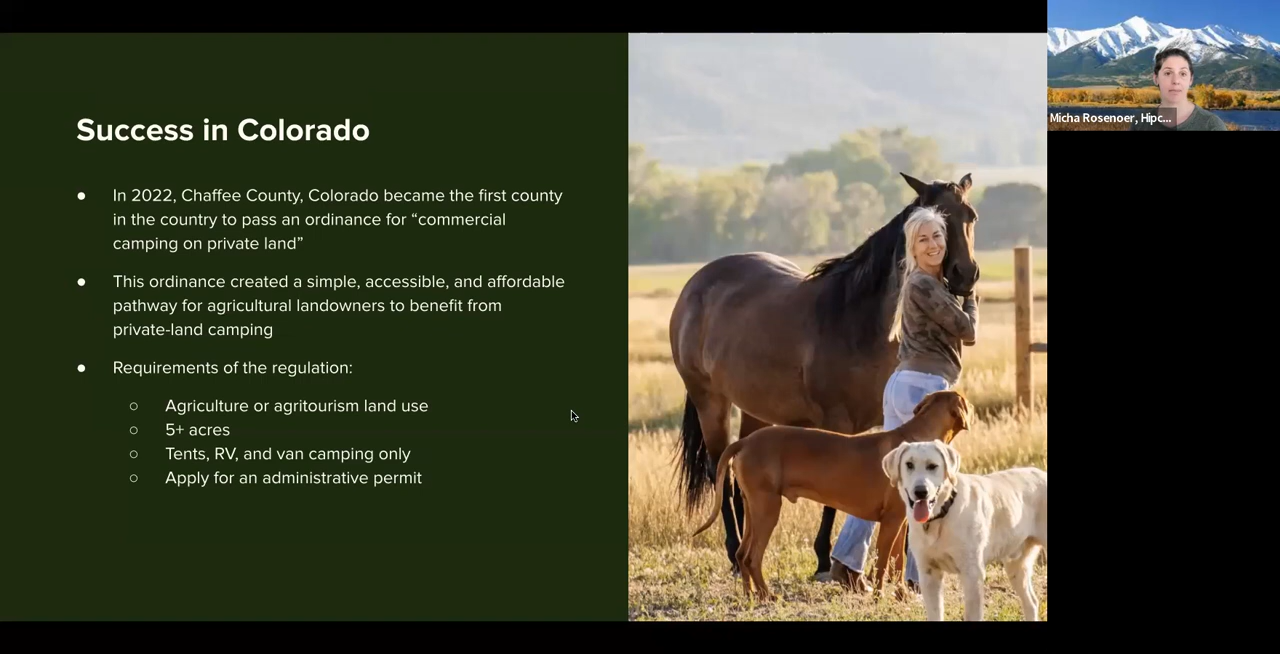 Success in Colorado
● In 2022, Chaffee County, Colorado became the first county
in the country to pass an ordinance for “commercial
camping on private land”
● This ordinance created a simple, accessible, and affordable
pathway for agricultural landowners to benefit from
private-land camping
● Requirements of the regulation:
○ Agriculture or agritourism land use
○ 5+ acres
○ Tents, RV, and van camping only
○ Apply for an administrative permit
Micha Rosenoer, Hipc...